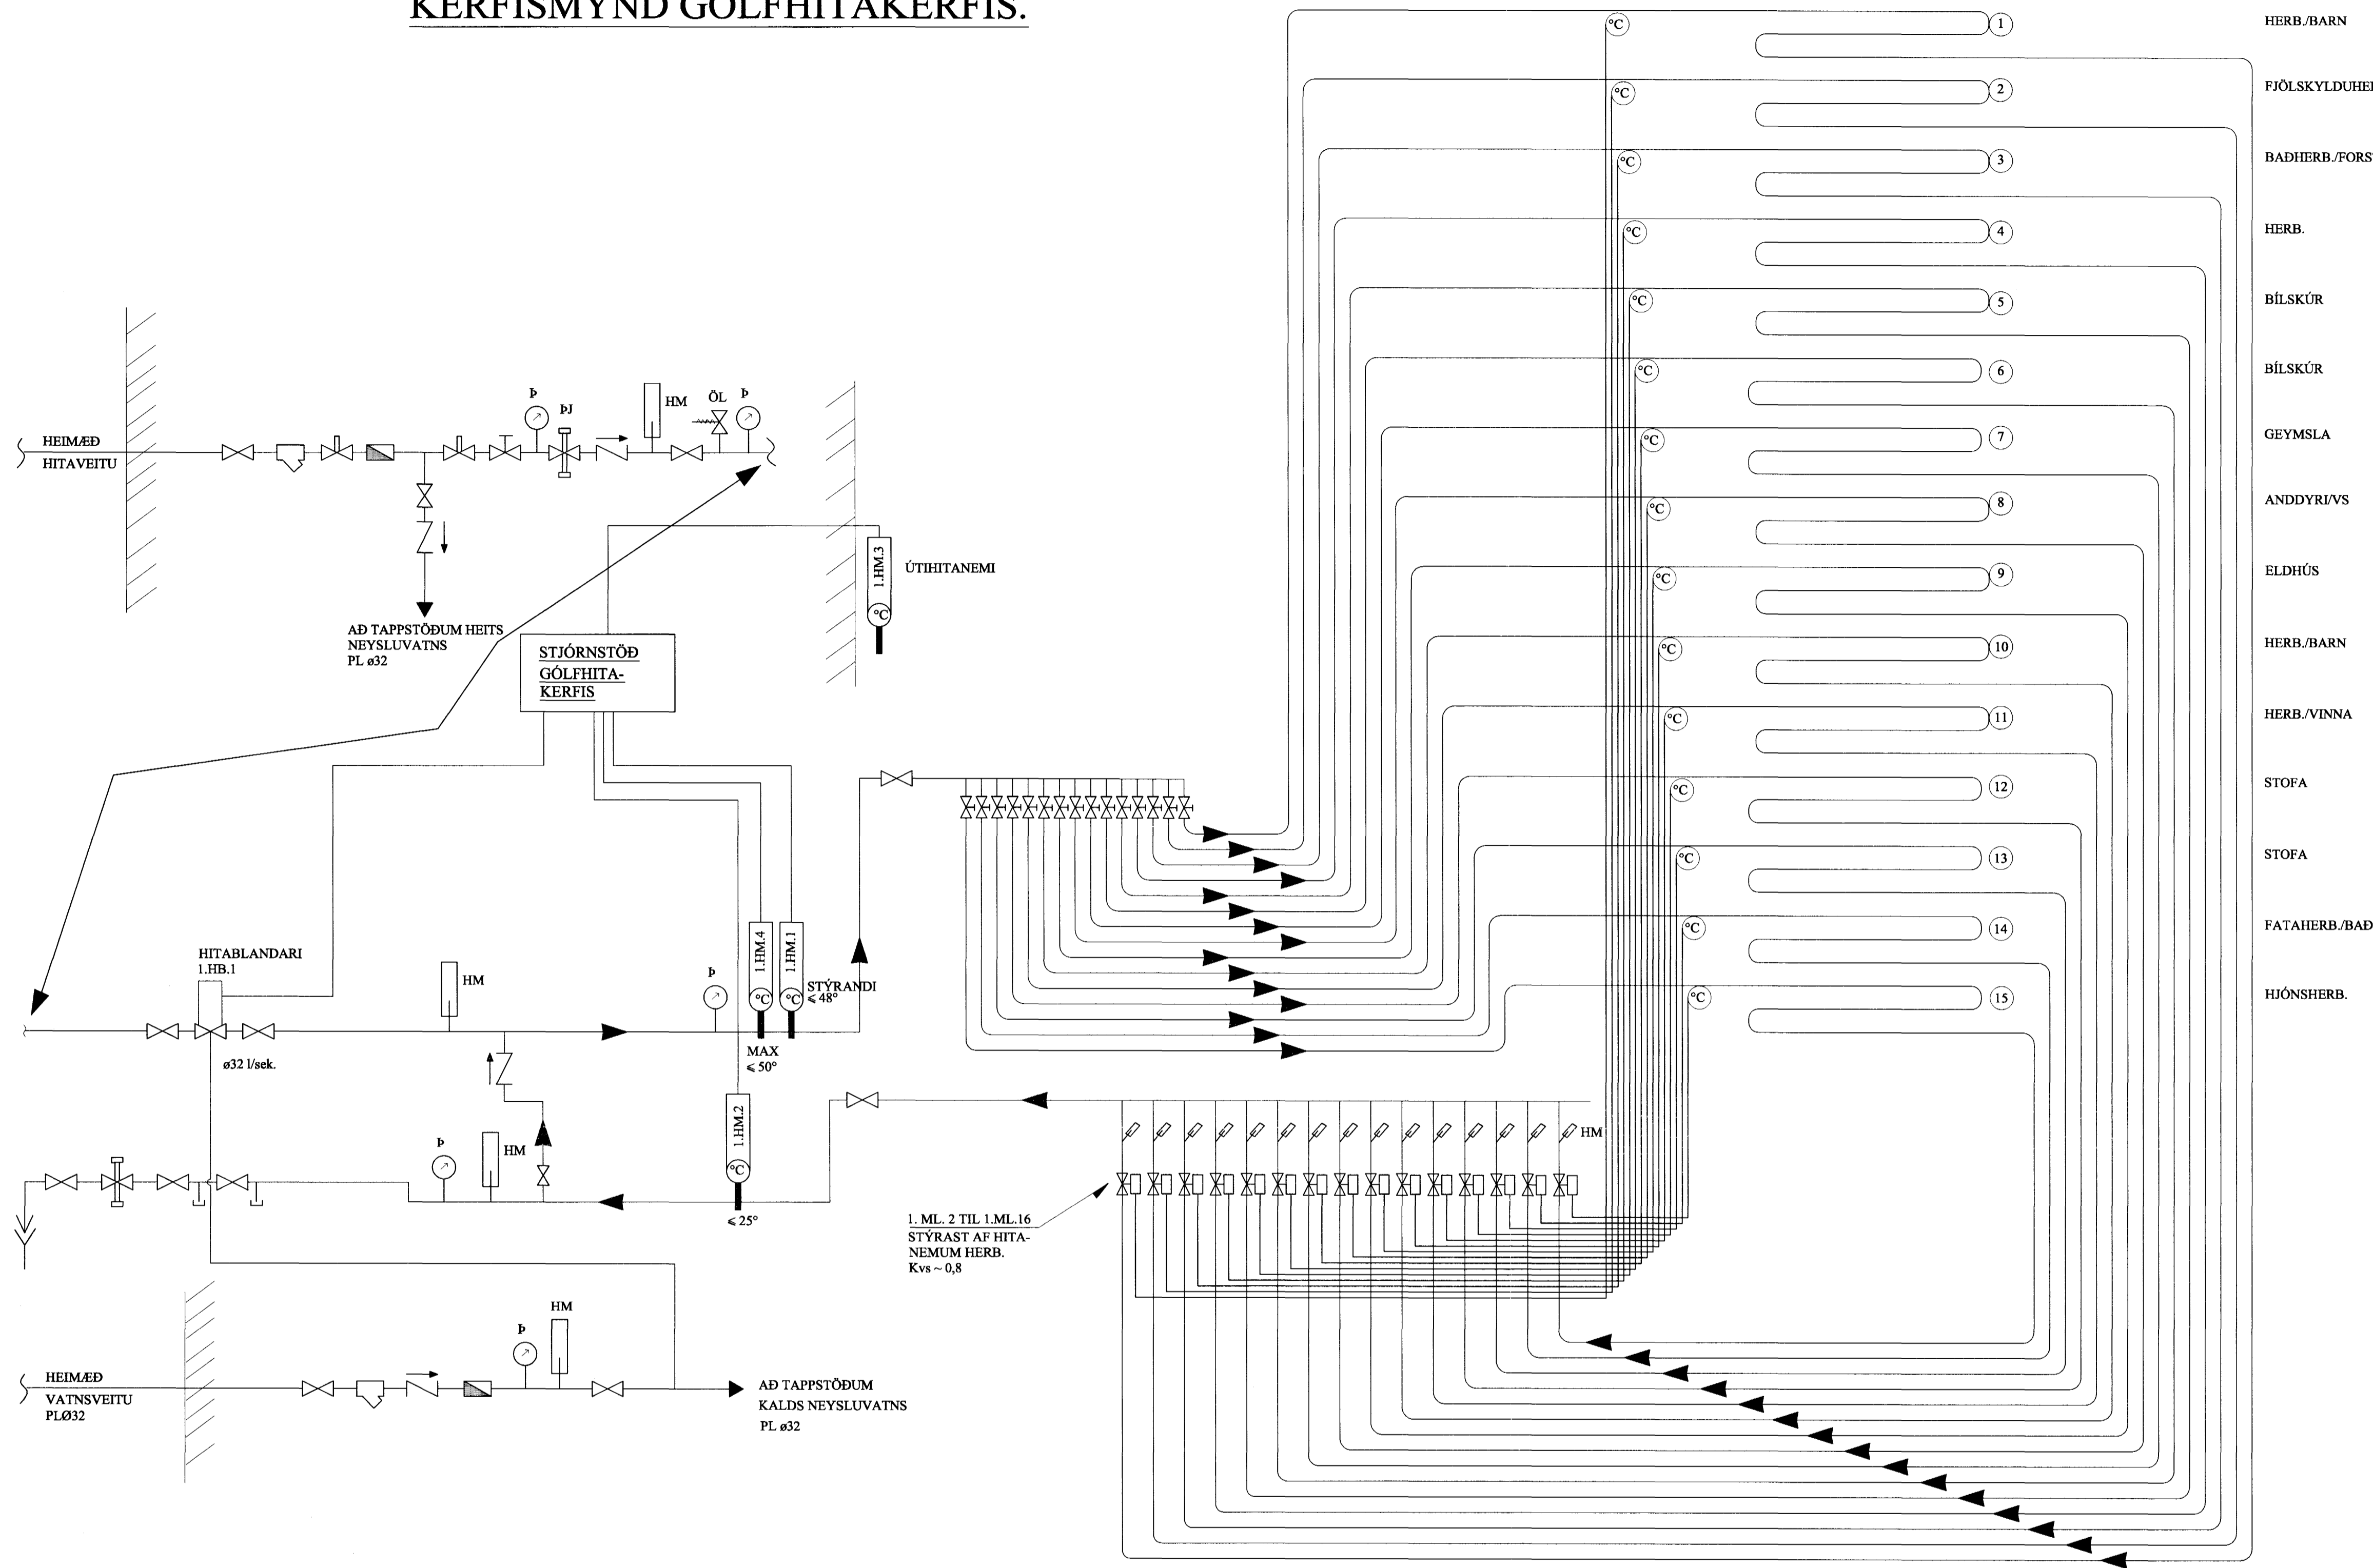 KERFISMYND GÓLFHITAKERFIS.
°C
1
HERB./BARN
°C
2
°C
3
°C
4
HERB.
°C
5
BÍLSKÚR
°C
6
BÍLSKÚR
°C
7
GEYMSLA
°C
8
ANDDYRI/VS
°C
9
ELDHÚS
°C
10
HERB./BARN
°C
11
HERB./VINNA
°C
12
STOFA
°C
13
STOFA
°C
14
FATAHERB./BAÐ
°C
15
HJÓNSHERB.
HEIMÆÐ
HITAVEITU
Þ
ÞJ
HM
ÖL
Þ
AÐ TAPPSTÖÐUM HEITS
NEYSLUVATNS
PL ø32
1.HM.3
°C
ÚTIHITANEMI
STJÓRNSTÖÐ
GÓLFHITA-
KERFIS
HITABLANDARI
1.HB.1
ø32 l/sek.
HM
Þ
1.HM.4
°C
1.HM.1
°C
STÝRANDI
≤ 48°
MAX
≤ 50°
Þ
HM
1.HM.2
°C
≤ 25°
HM
1. ML. 2 TIL 1.ML.16
STÝRAST AF HITA-
NEMUM HERB.
Kvs ~ 0,8
HEIMÆÐ
VATNSVEITU
PLØ32
Þ
HM
AÐ TAPPSTÖÐUM
KALDS NEYSLUVATNS
PL ø32